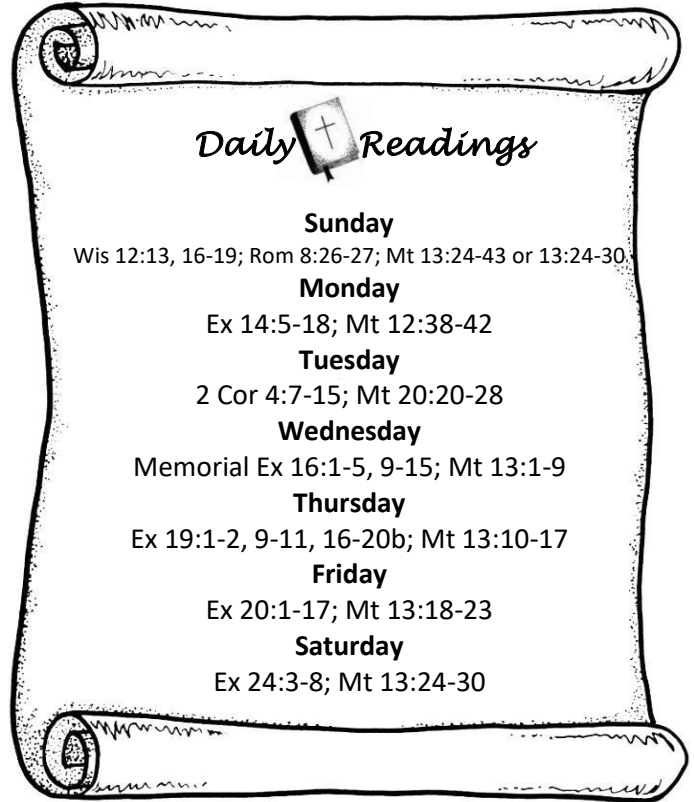 Daily Readings
Sunday
Wis 12:13, 16-19; Rom 8:26-27; Mt 13:24-43 or 13:24-30
Monday
Ex 14:5-18; Mt 12:38-42
Tuesday
2 Cor 4:7-15; Mt 20:20-28
Wednesday
Memorial Ex 16:1-5, 9-15; Mt 13:1-9
Thursday
Ex 19:1-2, 9-11, 16-20b; Mt 13:10-17
Friday
Ex 20:1-17; Mt 13:18-23
Saturday
Ex 24:3-8; Mt 13:24-30